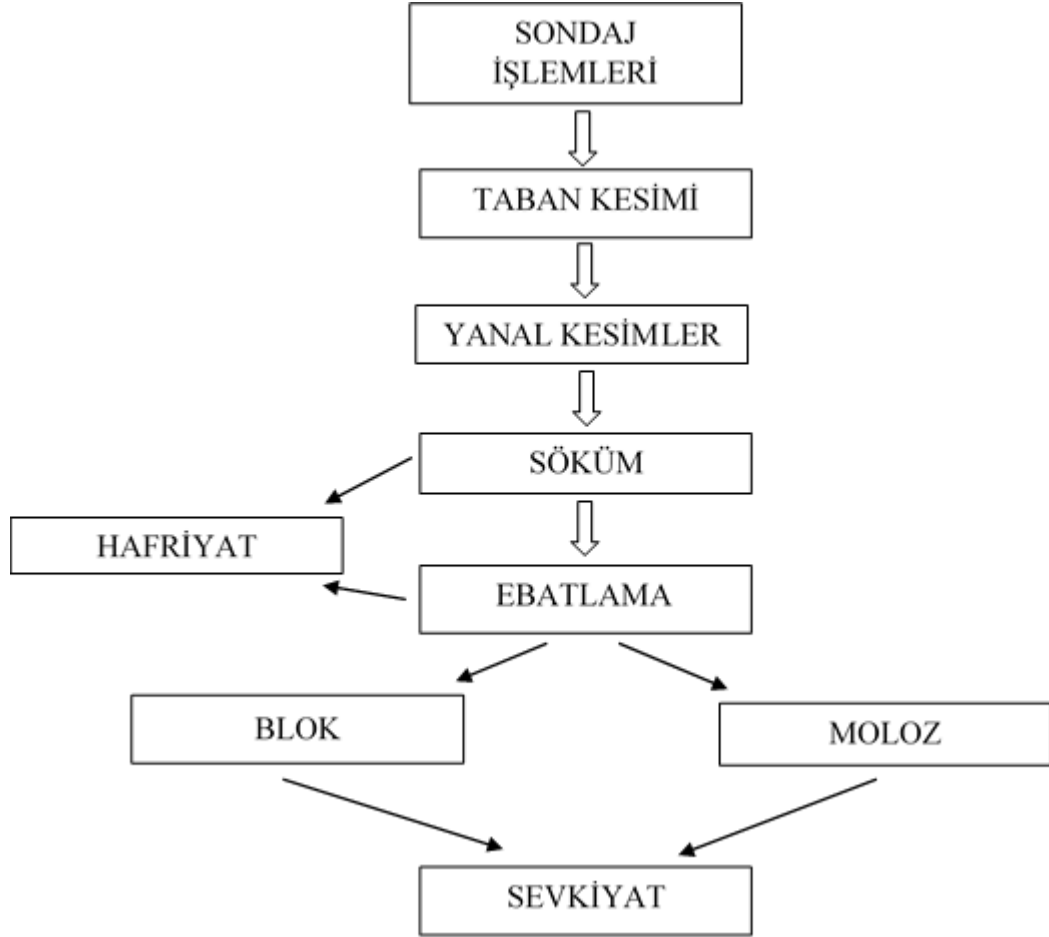 SONDAJ
İŞLEMLERİ
TABAN KESİMİ
YANAL KESİMLER
SÖKÜM
HAFRİYAT
EBATLAMA
BLOK
MOLOZ
SEVKİYAT